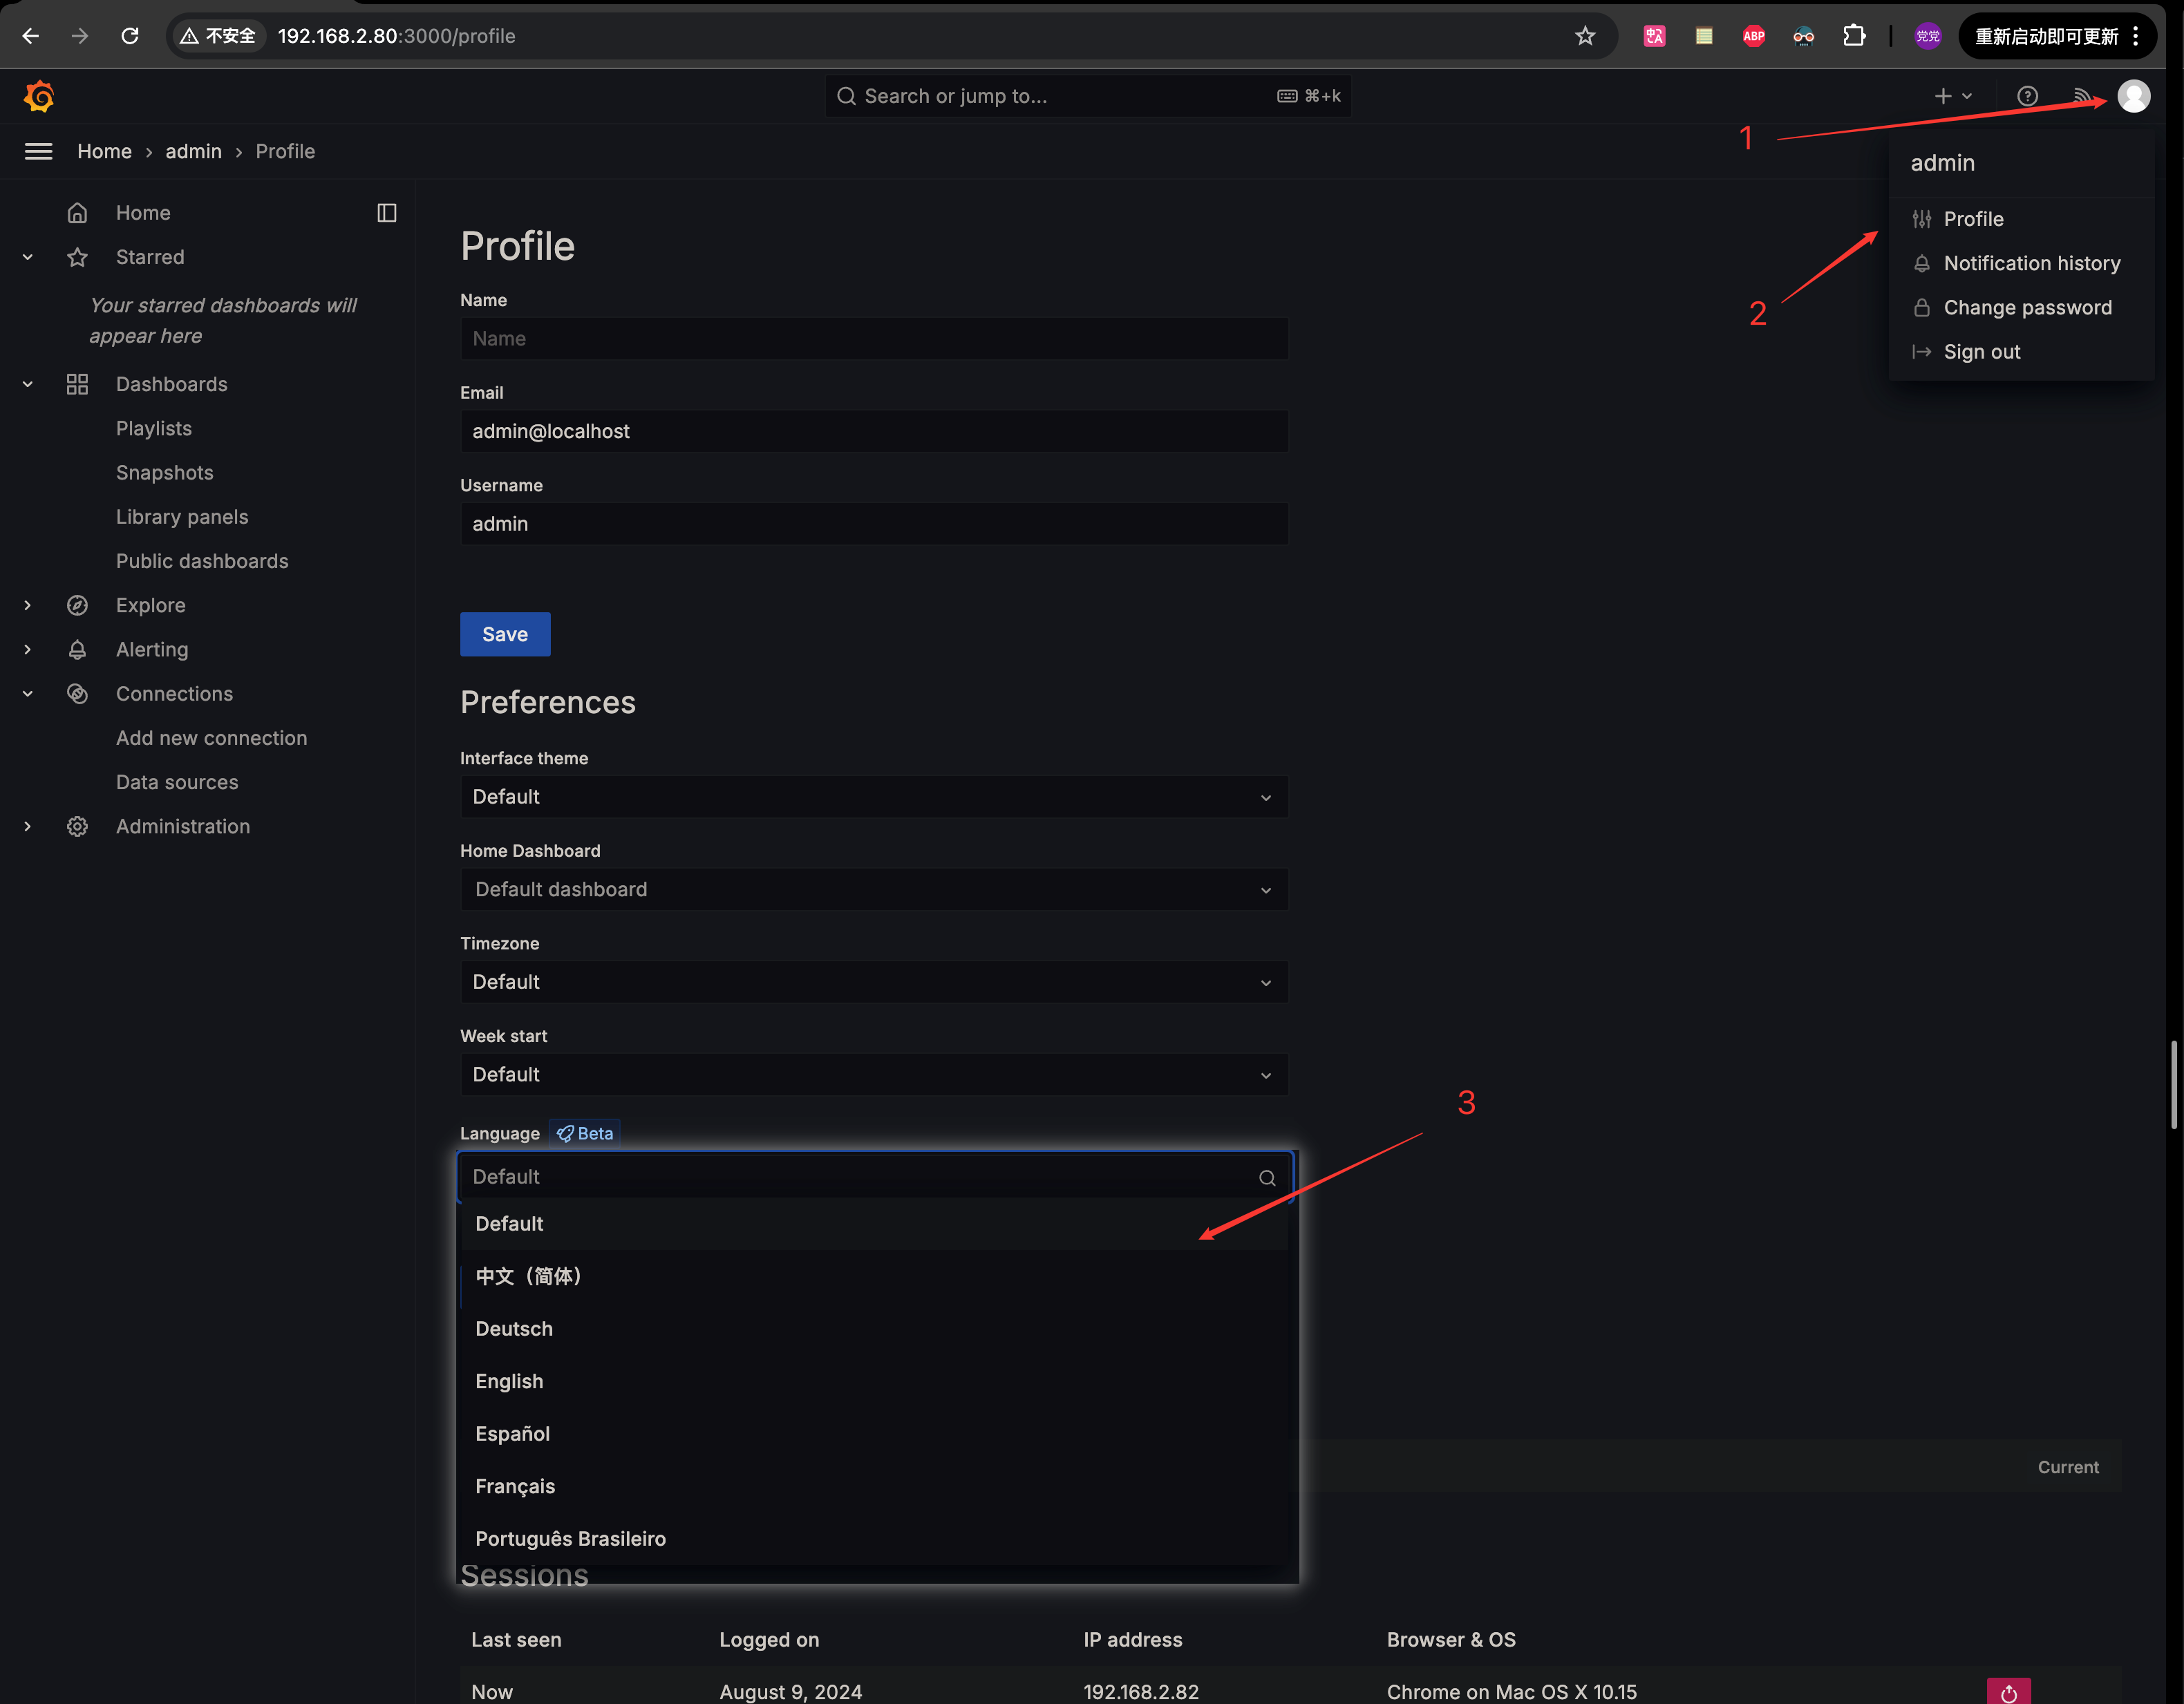 不安全
192.168.2.80:3000/profile
中A
ABP
党党
重新启动即可更新
Search or jump to...
⌘+k
1
Home › admin › Profile
admin
Profile
Notification history
Change password
Sign out
2
Home
Starred
Your starred dashboards will
appear here
Dashboards
Playlists
Snapshots
Library panels
Public dashboards
Explore
Alerting
Connections
Add new connection
Data sources
Administration
Profile
Name
Name
Email
admin@localhost
Username
admin
Save
Preferences
Interface theme
Default
Home Dashboard
Default dashboard
Timezone
Default
Week start
Default
3
Language Beta
Default
Default
中文（简体）
Deutsch
English
Español
Français
Português Brasileiro
Current
Sessions
Last seen Logged on IP address Browser & OS
Now August 9, 2024 192.168.2.82 Chrome on Mac OS X 10.15